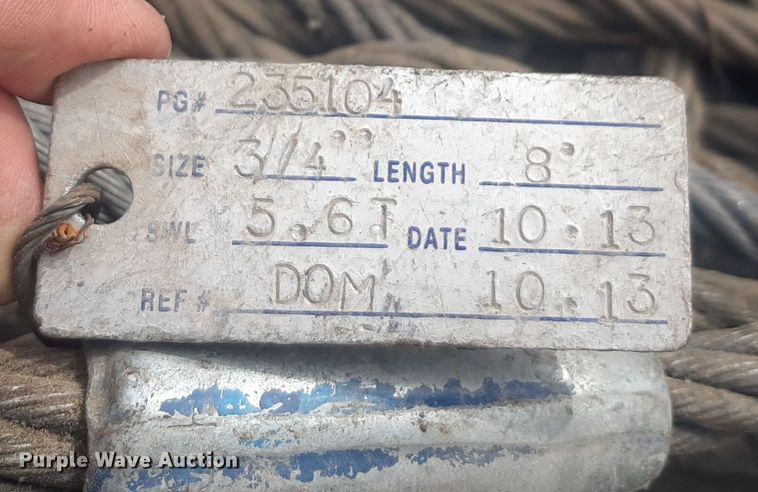 PG# 235104
SIZE 3/4" LENGTH 8'
SWL 5.6T DATE 10.13
REF # DOM 10.13
Purple Wave Auction